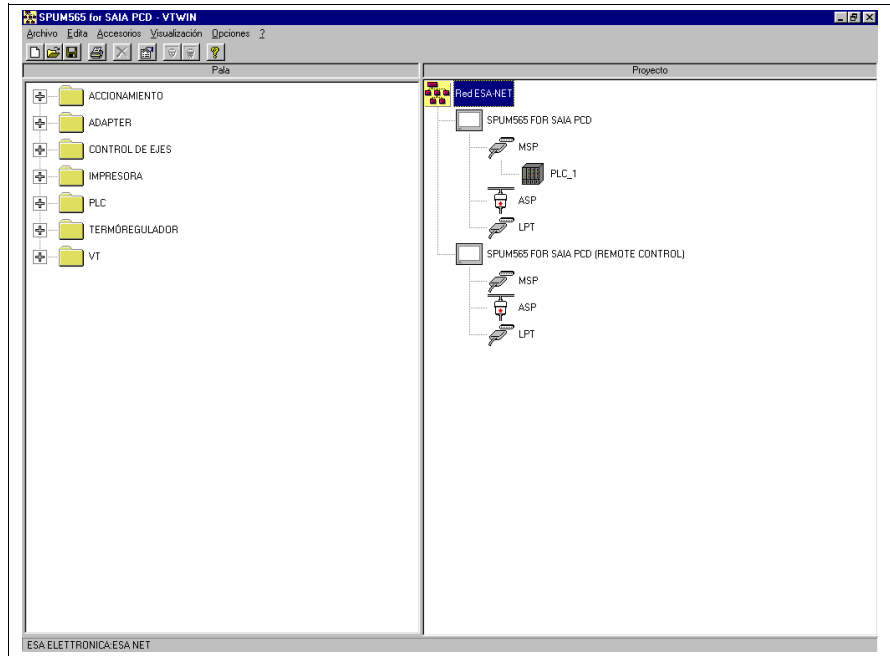 SPUM565 for SAIA PCD - VTWIN
Archivo Edita Accesorios Visualización Opciones ?
Pala
Proyecto
ACCIONAMIENTO
ADAPTER
CONTROL DE EJES
IMPRESORA
PLC
TERMÓREGULADOR
VT
Red ESA-NET
SPUM565 FOR SAIA PCD
MSP
PLC_1
ASP
LPT
SPUM565 FOR SAIA PCD (REMOTE CONTROL)
MSP
ASP
LPT
ESA ELETTRONICA:ESA NET